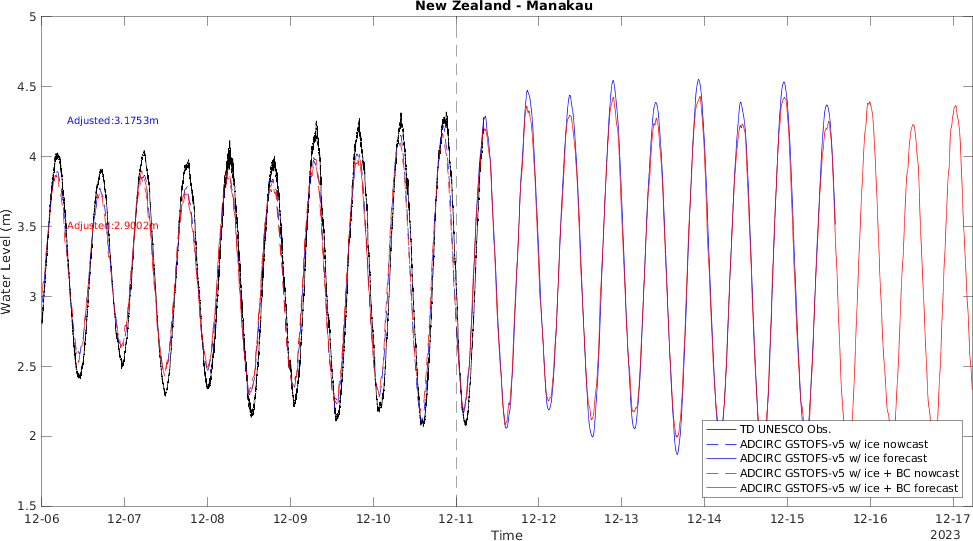 New Zealand - Manakau
5
4.5
4
3.5
3
2.5
2
1.5
Water Level (m)
Adjusted:3.1753m
Adjusted:2.9002m
TD UNESCO Obs.
ADCIRC GSTOFS-v5 w/ ice nowcast
ADCIRC GSTOFS-v5 w/ ice forecast
ADCIRC GSTOFS-v5 w/ ice + BC nowcast
ADCIRC GSTOFS-v5 w/ ice + BC forecast
12-06 12-07 12-08 12-09 12-10 12-11 12-12 12-13 12-14 12-15 12-16 12-17
Time
2023